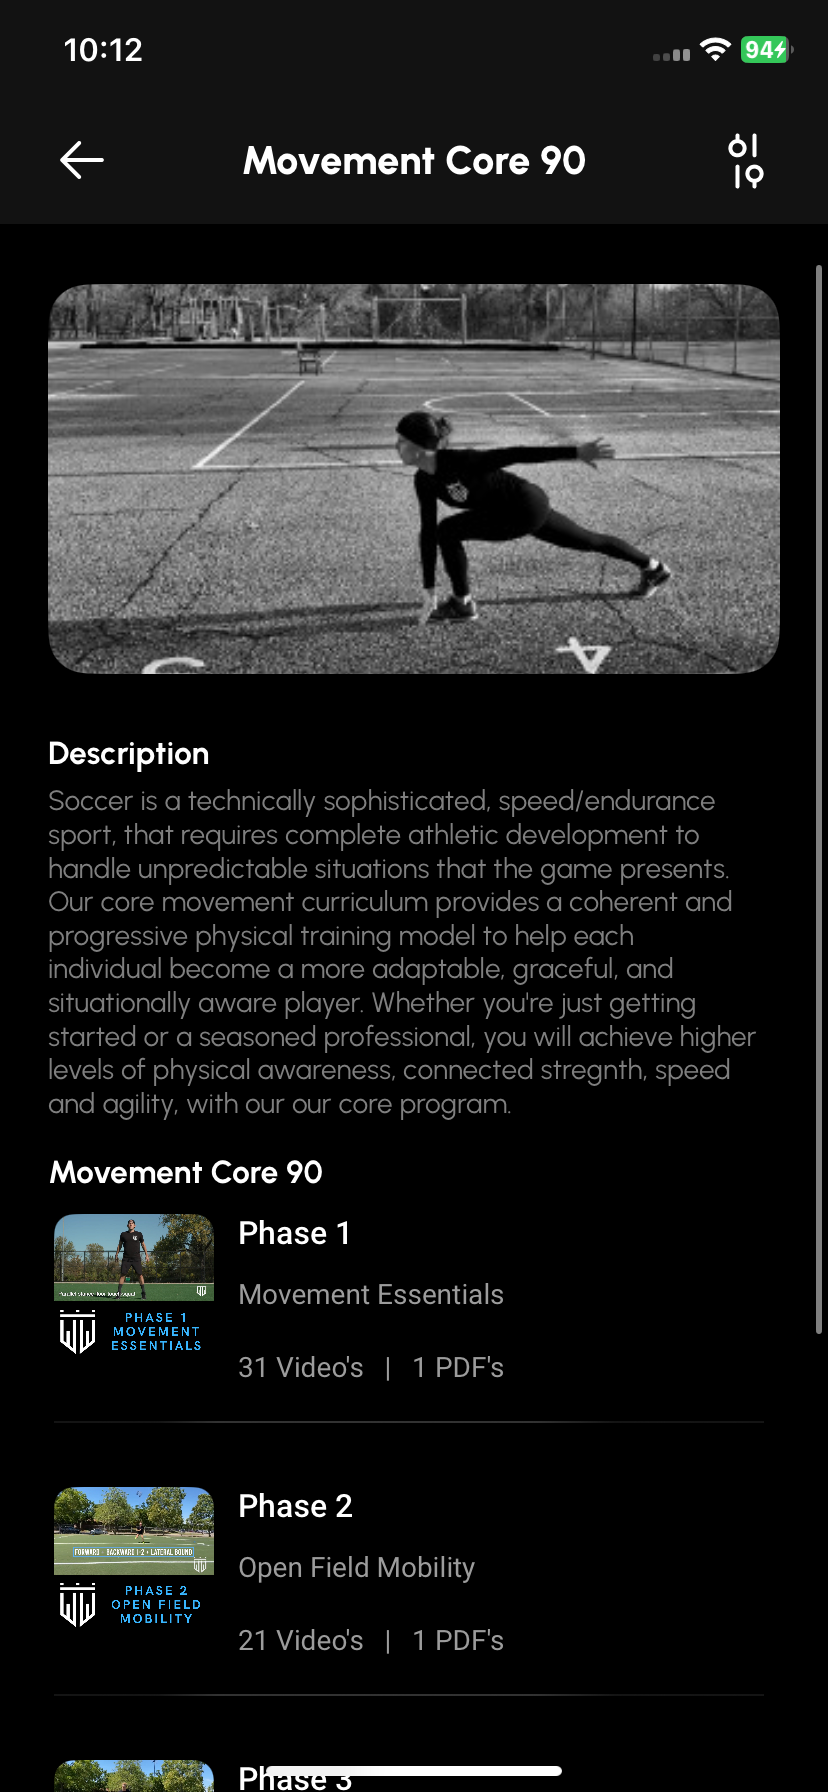 10:12
94
Movement Core 90
Description
Soccer is a technically sophisticated, speed/endurance
sport, that requires complete athletic development to
handle unpredictable situations that the game presents.
Our core movement curriculum provides a coherent and
progressive physical training model to help each
individual become a more adaptable, graceful, and
situationally aware player. Whether you're just getting
started or a seasoned professional, you will achieve higher
levels of physical awareness, connected stregnth, speed
and agility, with our our core program.
Movement Core 90
Phase 1
Movement Essentials
31 Video's | 1 PDF's
PHASE 1
MOVEMENT
ESSENTIALS
Phase 2
Open Field Mobility
21 Video's | 1 PDF's
FORWARD - BACKWARD 1-2 + LATERAL BOUND
PHASE 2
OPEN FIELD
MOBILITY
Phase 3